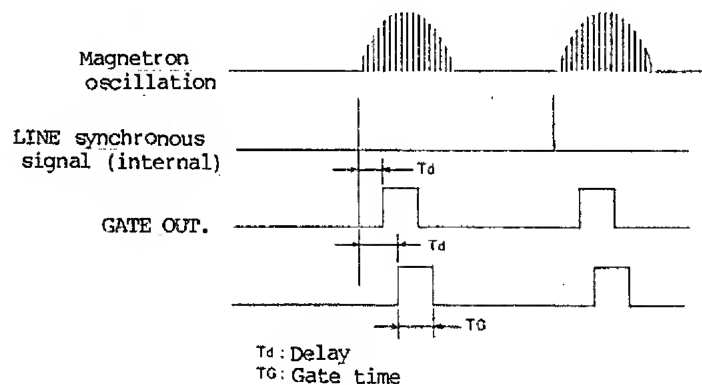 Magnetron
oscillation
LINE synchronous
signal (internal)
Td
GATE OUT.
Td
TG
Td: Delay
TG: Gate time